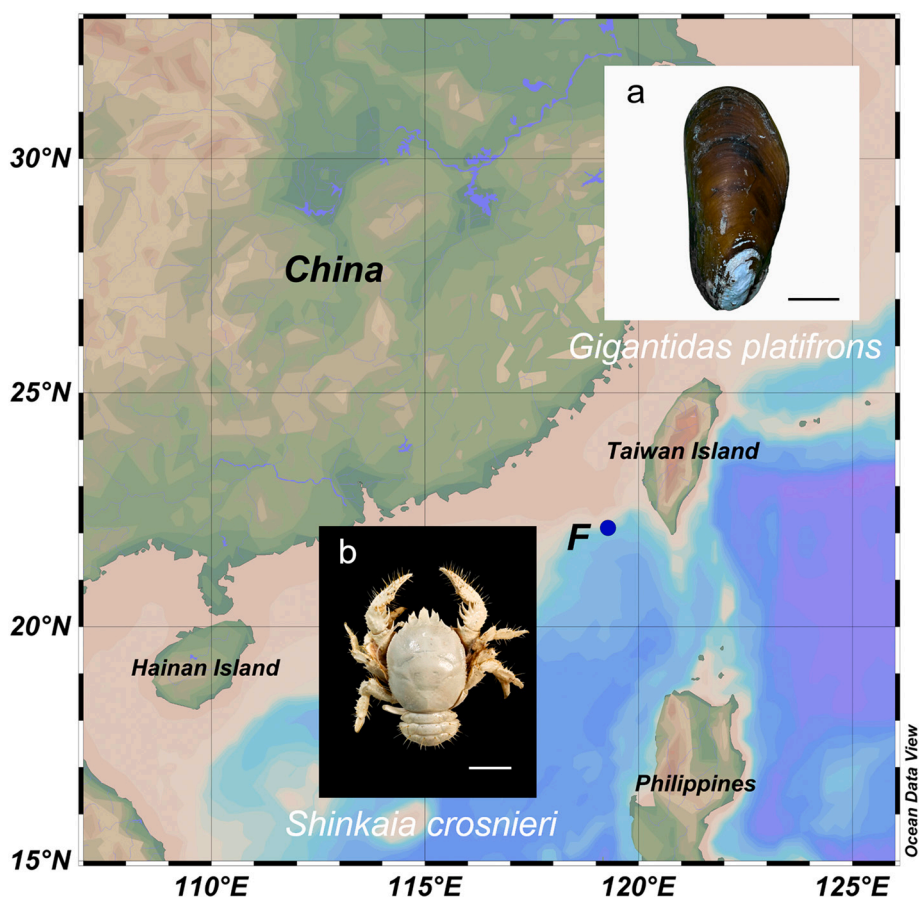 a
30°N
China
Gigantidas platifrons
25°N
Taiwan Island
F
b
20°N
Hainan Island
Philippines
Shinkaia crosnieri
15°N
110°E
115°E
120°E
125°E
Ocean Data View